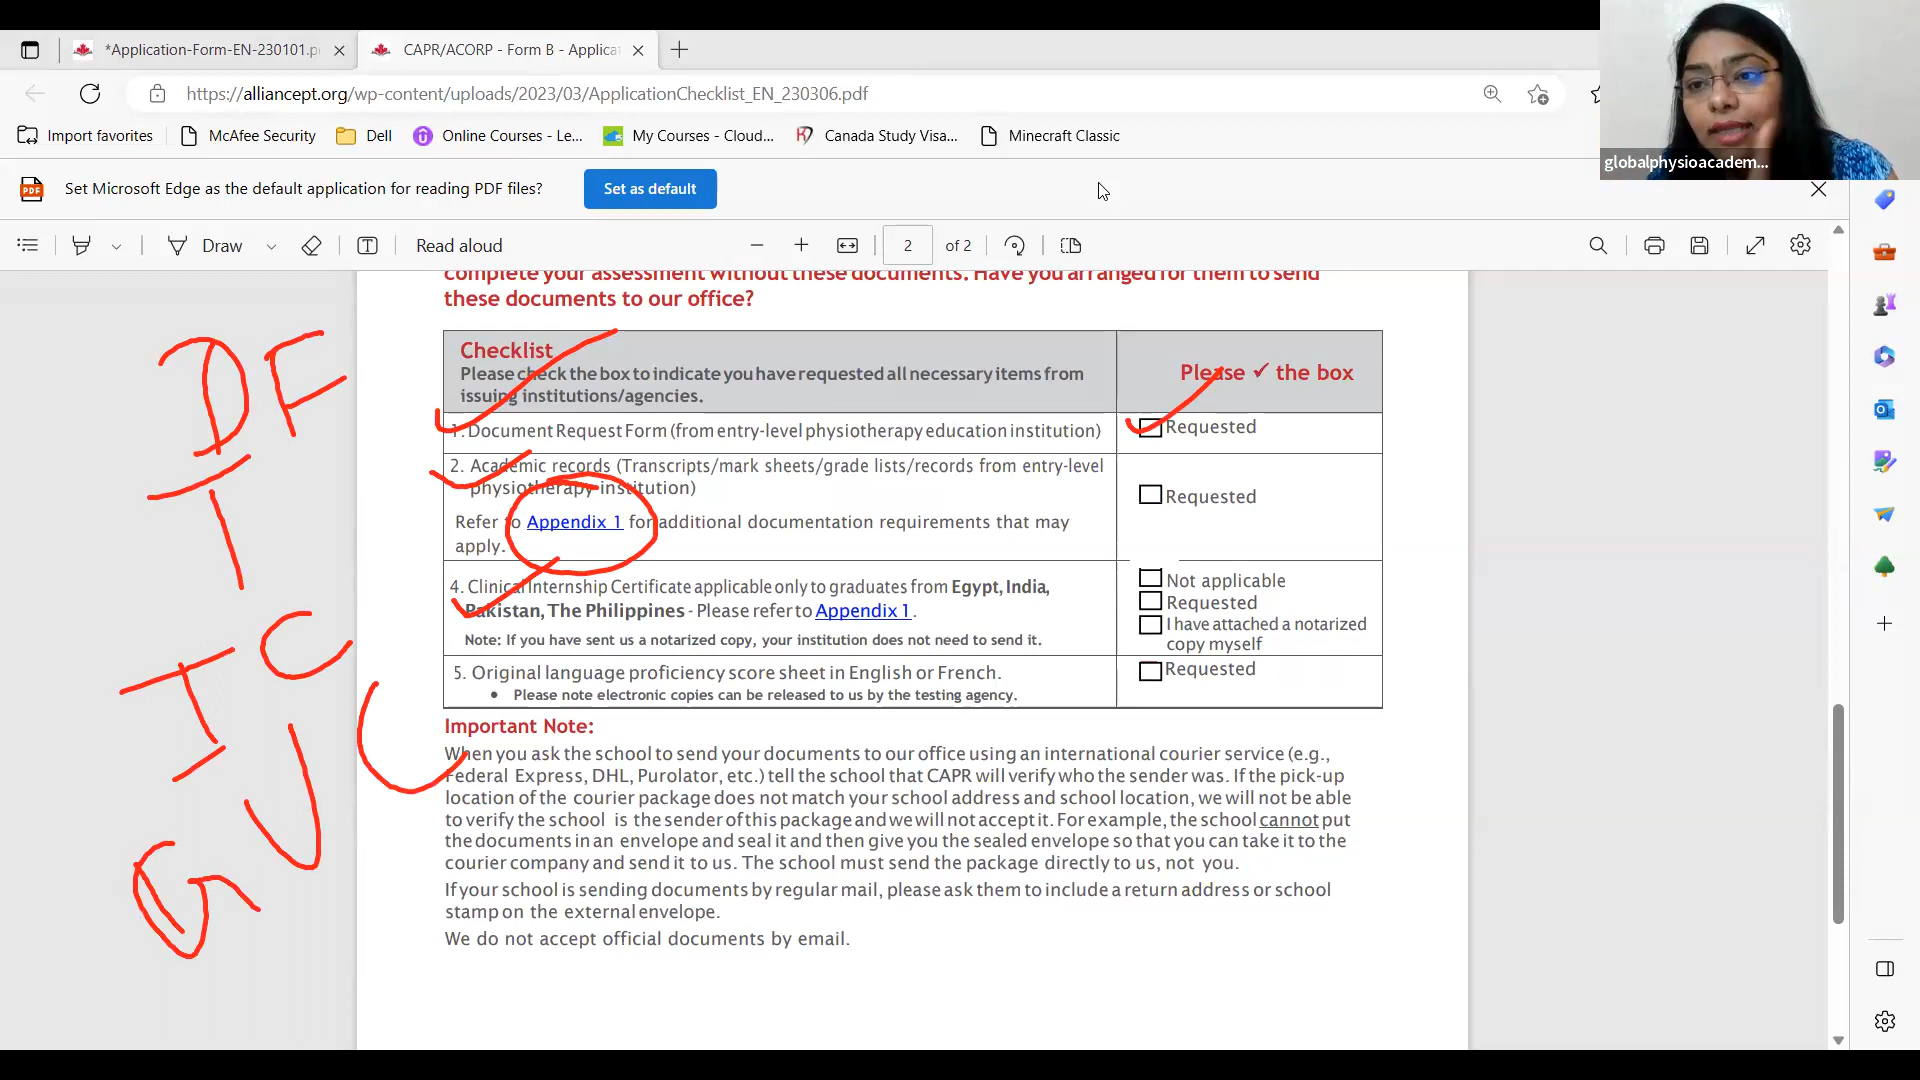 *Application-Form-EN-230101.p
CAPR/ACORP - Form B - Applica
https://alliancept.org/wp-content/uploads/2023/03/ApplicationChecklist_EN_230306.pdf
Import favorites
McAfee Security
Dell
Online Courses - Le...
My Courses - Cloud...
Canada Study Visa...
Minecraft Classic
globalphysioacadem...
PDF
Set Microsoft Edge as the default application for reading PDF files?
Set as default
Draw
Read aloud
2 of 2
complete your assessment without these documents. Have you arranged for them to send
these documents to our office?
Checklist
Please check the box to indicate you have requested all necessary items from
issuing institutions/agencies.
Please ✓ the box
1. Document Request Form (from entry-level physiotherapy education institution)
Requested
2. Academic records (Transcripts/mark sheets/grade lists/records from entry-level
physiotherapy institution)
Refer to Appendix 1 for additional documentation requirements that may
apply.
Requested
4. Clinical Internship Certificate applicable only to graduates from Egypt, India,
Pakistan, The Philippines - Please refer to Appendix 1.
Note: If you have sent us a notarized copy, your institution does not need to send it.
Not applicable
Requested
I have attached a notarized
copy myself
5. Original language proficiency score sheet in English or French.
• Please note electronic copies can be released to us by the testing agency.
Requested
Important Note:
When you ask the school to send your documents to our office using an international courier service (e.g.,
Federal Express, DHL, Purolator, etc.) tell the school that CAPR will verify who the sender was. If the pick-up
location of the courier package does not match your school address and school location, we will not be able
to verify the school is the sender of this package and we will not accept it. For example, the school cannot put
the documents in an envelope and seal it and then give you the sealed envelope so that you can take it to the
courier company and send it to us. The school must send the package directly to us, not you.
If your school is sending documents by regular mail, please ask them to include a return address or school
stamp on the external envelope.
We do not accept official documents by email.
DF
T
IC